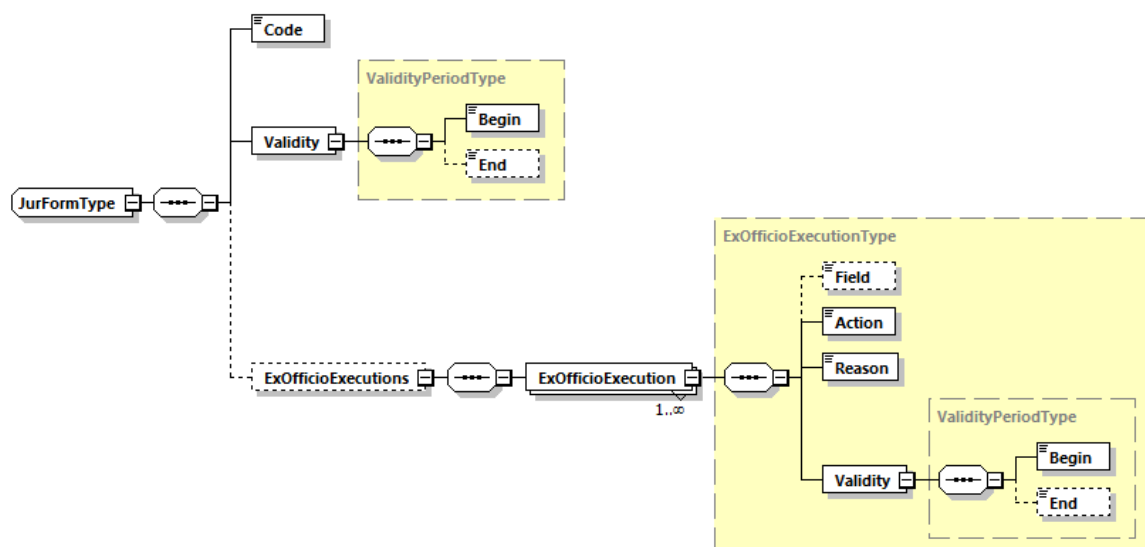 Code
ValidityPeriodType
Begin
Validity
End
JurFormType
ExOfficioExecutionType
Field
Action
Reason
ExOfficioExecutions
ExOfficioExecution
1..∞
ValidityPeriodType
Begin
Validity
End